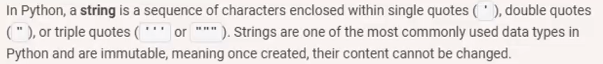 In Python, a string is a sequence of characters enclosed within single quotes ( ' ), double quotes
( " ), or triple quotes ( ''' or """ ). Strings are one of the most commonly used data types in
Python and are immutable, meaning once created, their content cannot be changed.